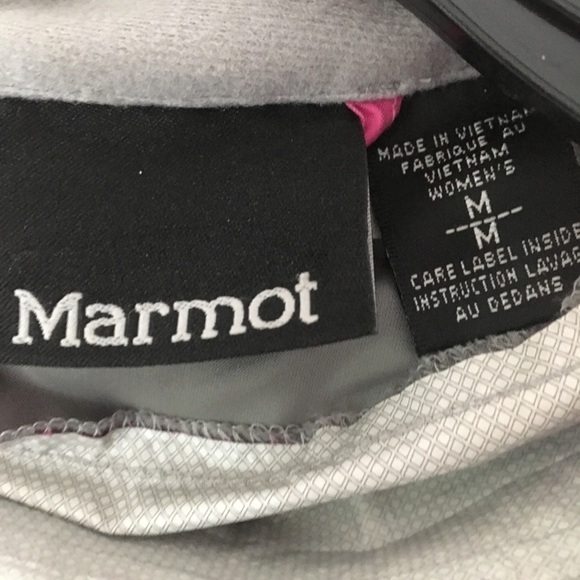 Marmot
MADE IN VIETNAM
FABRIQUE AU
VIETNAM
WOMEN'S
M
M
CARE LABEL INSIDE
INSTRUCTION LAVAGE
AU DEDANS